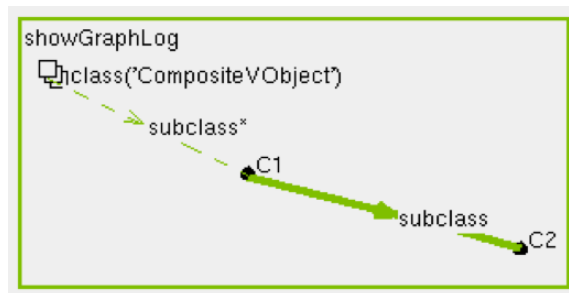 showGraphLog
class("CompositeVObject")
subclass*
C1
subclass
C2